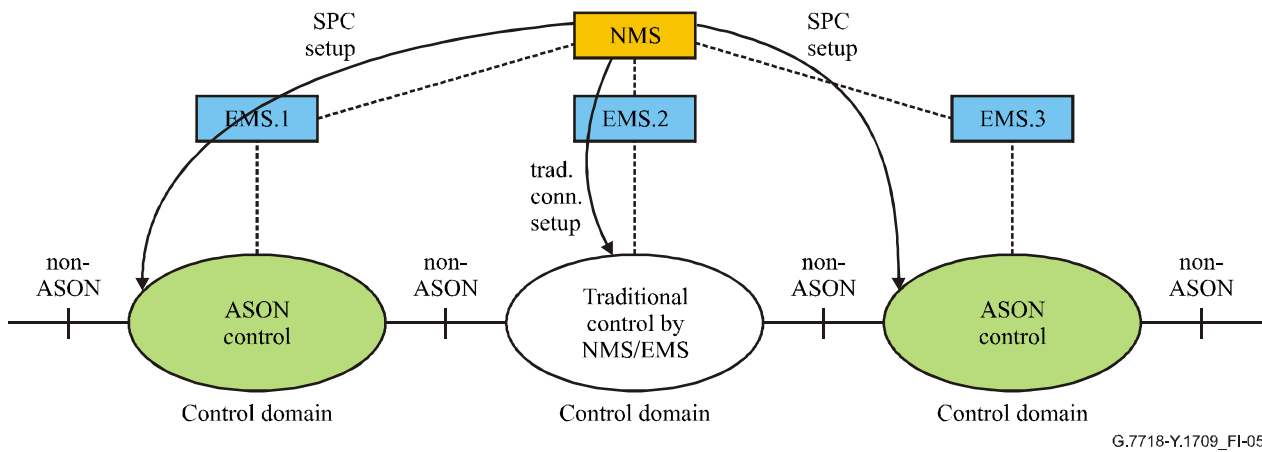 SPC
setup
NMS
SPC
setup
EMS.1
EMS.2
EMS.3
trad.
conn.
setup
non-
ASON
ASON
control
non-
ASON
Traditional
control by
NMS/EMS
non-
ASON
ASON
control
non-
ASON
Control domain
Control domain
Control domain
G.7718-Y.1709_FI-05